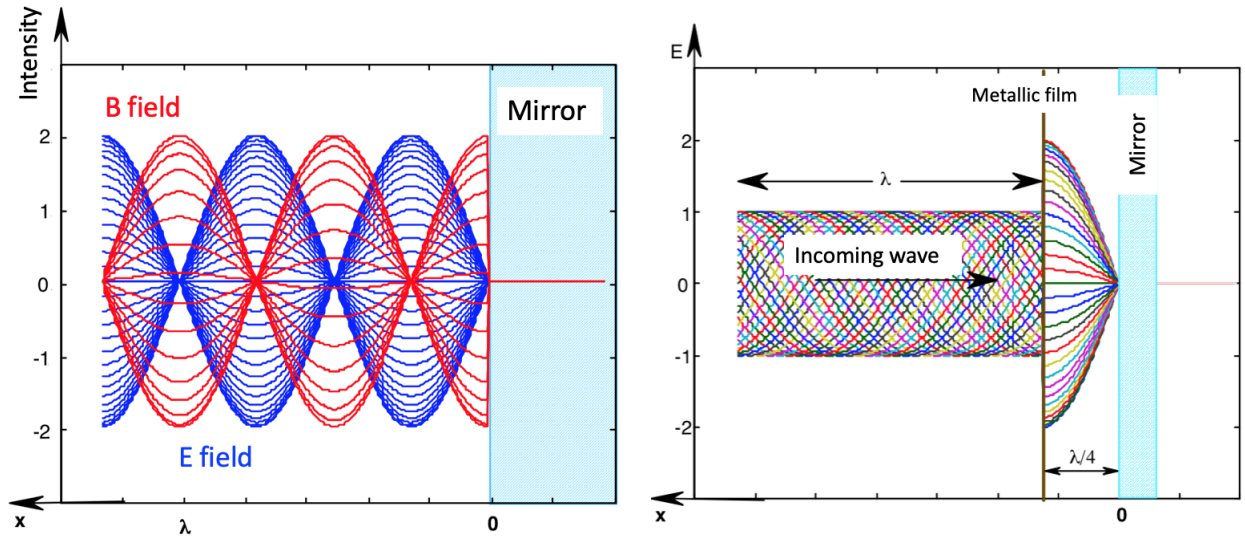 Intensity
B field
Mirror
2
1
0
-1
-2
E field
x
λ
0
E
Metallic film
Mirror
2
λ
1
Incoming wave
0
-1
-2
λ/4
x
0